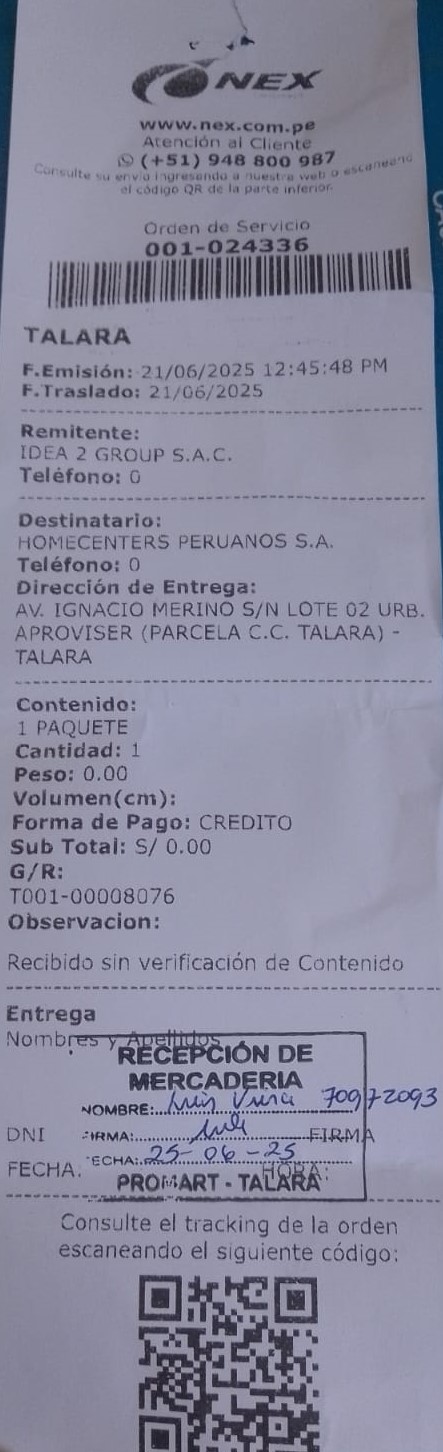 NEX
www.nex.com.pe
Atención al Cliente
(+51) 948 800 987
Consulte su envío ingresando a nuestra web o escaneando
el código QR de la parte inferior.
Orden de Servicio
001-024336
TALARA
F.Emisión: 21/06/2025 12:45:48 PM
F.Traslado: 21/06/2025
Remitente:
IDEA 2 GROUP S.A.C.
Teléfono: 0
Destinatario:
HOMECENTERS PERUANOS S.A.
Teléfono: 0
Dirección de Entrega:
AV. IGNACIO MERINO S/N LOTE 02 URB.
APROVISER (PARCELA C.C. TALARA) -
TALARA
Contenido:
1 PAQUETE
Cantidad: 1
Peso: 0.00
Volumen(cm):
Forma de Pago: CREDITO
Sub Total: S/ 0.00
G/R:
T001-00008076
Observacion:
Recibido sin verificación de Contenido
Entrega
Nombres y Apellidos
RECEPCIÓN DE
MERCADERIA
NOMBRE: Luis 70972093
DNI FIRMA: FIRMA
FECHA: FECHA: 25-06-25 HORA:
PROMART - TALARA
Consulte el tracking de la orden
escaneando el siguiente código: